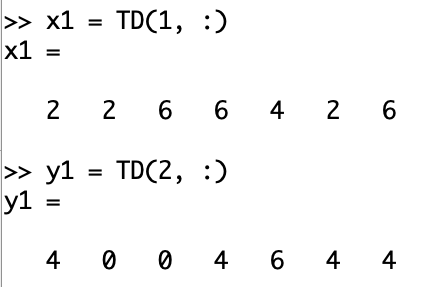 >> x1 = TD(1, :)
x1 =
2 2 6 6 4 2 6
>> y1 = TD(2, :)
y1 =
4 0 0 4 6 4 4